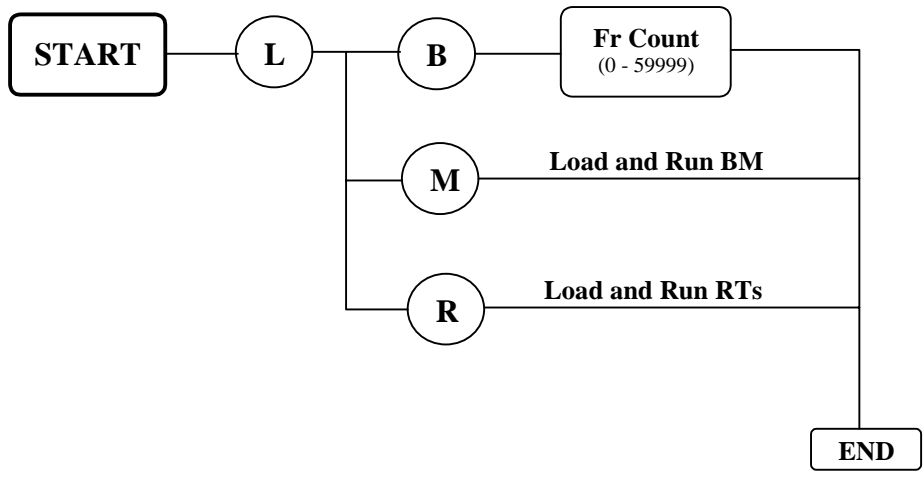 START
L
B
Fr Count
(0 - 59999)
M
Load and Run BM
R
Load and Run RTs
END